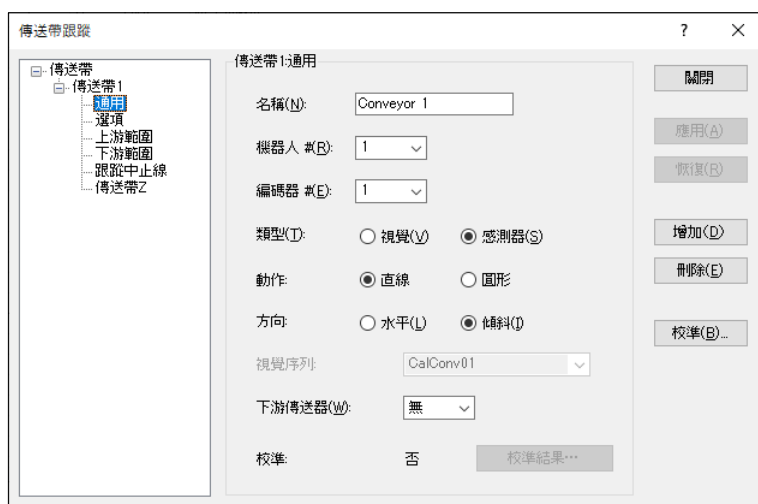 傳送帶跟蹤
傳送帶
傳送帶1
通用
選項
上游範圍
下游範圍
跟蹤中止線
傳送帶Z
傳送帶1:通用
名稱(N): Conveyor 1
機器人 #(R): 1
編碼器 #(E): 1
類型(T): 視覺(V) 感測器(S)
動作: 直線 圓形
方向: 水平(L) 傾斜(I)
視覺序列: CalConv01
下游傳送器(W): 無
校準: 否 校準結果…
關閉
應用(A)
恢復(R)
增加(D)
刪除(E)
校準(B)...